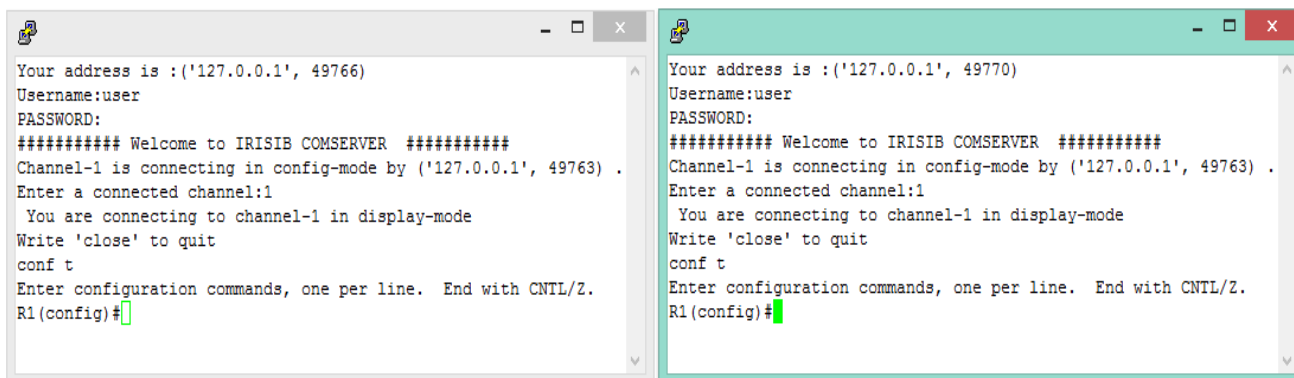 Your address is :('127.0.0.1', 49766)
Username:user
PASSWORD:
########### Welcome to IRISIB COMSERVER  ###########
Channel-1 is connecting in config-mode by ('127.0.0.1', 49763) .
Enter a connected channel:1
 You are connecting to channel-1 in display-mode
Write 'close' to quit
conf t
Enter configuration commands, one per line.  End with CNTL/Z.
R1(config)#
Your address is :('127.0.0.1', 49770)
Username:user
PASSWORD:
########### Welcome to IRISIB COMSERVER  ###########
Channel-1 is connecting in config-mode by ('127.0.0.1', 49763) .
Enter a connected channel:1
 You are connecting to channel-1 in display-mode
Write 'close' to quit
conf t
Enter configuration commands, one per line.  End with CNTL/Z.
R1(config)#